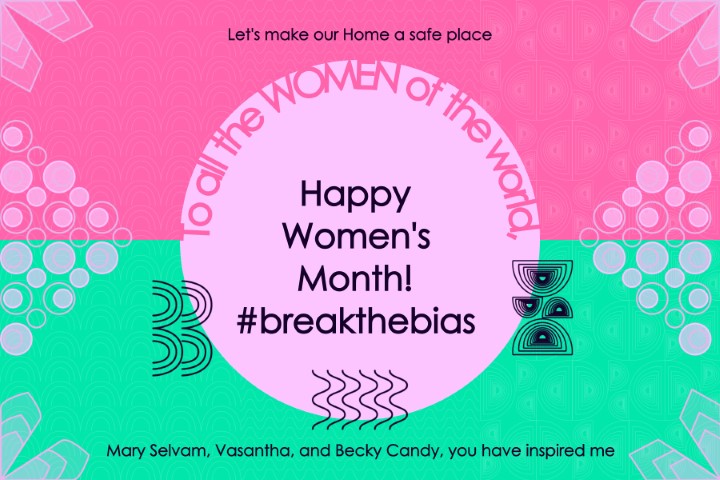 Let's make our Home a safe place
To all the WOMEN of the world,
Happy
Women's
Month!
#breakthebias
Mary Selvam, Vasantha, and Becky Candy, you have inspired me